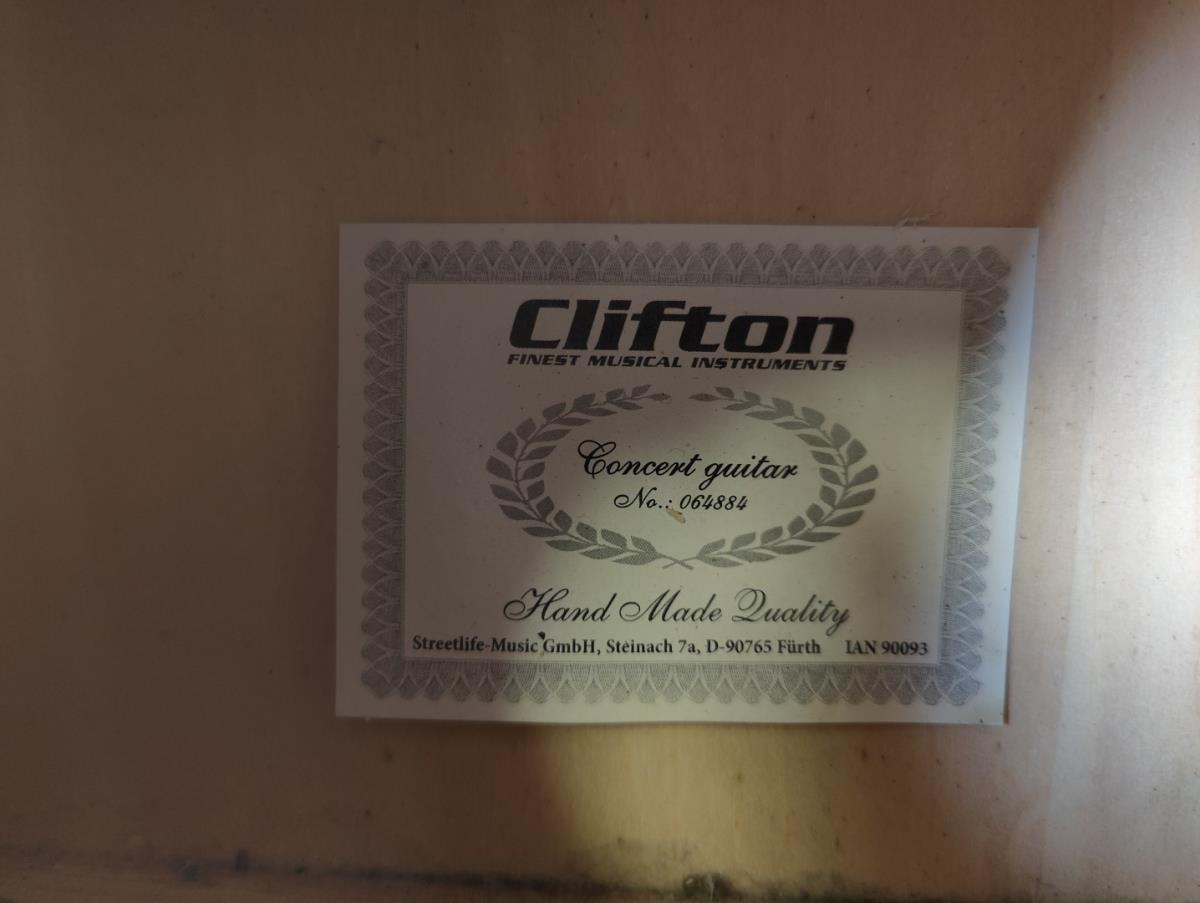 Clifton
FINEST MUSICAL INSTRUMENTS
Concert guitar
No.: 064884
Hand Made Quality
Streetlife-Music GmbH, Steinach 7a, D-90765 Fürth IAN 90093